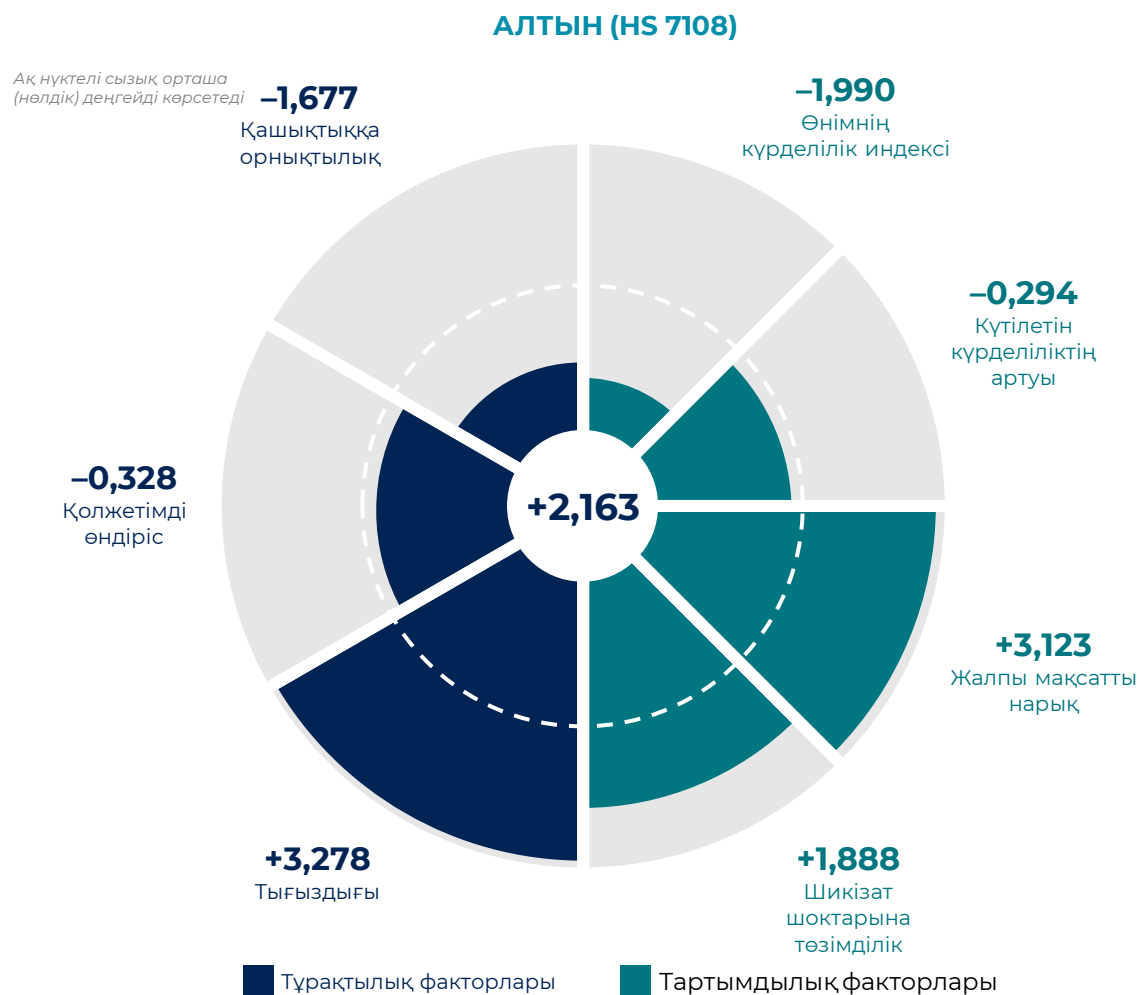 АЛТЫН (HS 7108)
Ақ нүктелі сызық орташа
(нөлдік) деңгейді көрсетеді
–1,677
Қашықтыққа
орнықтылық
–1,990
Өнімнің
күрделілик индексі
–0,294
Күтілетін
күрделіліктің
артуы
–0,328
Қолжетімді
өндіріс
+2,163
+3,123
Жалпы мақсатты
нарық
+3,278
Тығыздығы
+1,888
Шикізат
шоктарына
төзімділік
Тұрақтылық факторлары
Тартымдылық факторлары